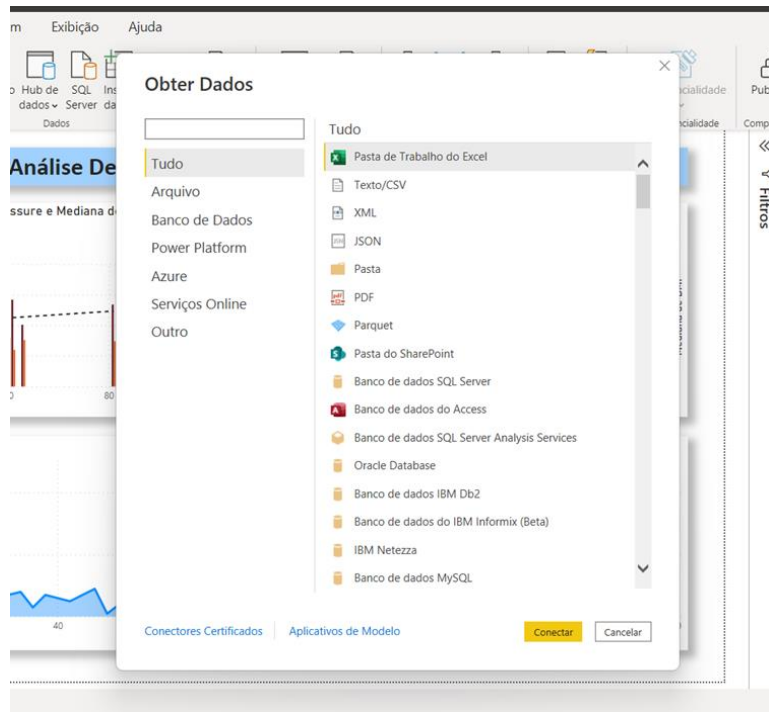 Exibição Ajuda
Hub de dados
SQL Server
Dados
Análise De
Filtros
80
40
Obter Dados
Tudo
Arquivo
Banco de Dados
Power Platform
Azure
Serviços Online
Outro
Tudo
Pasta de Trabalho do Excel
Texto/CSV
XML
JSON
Pasta
PDF
Parquet
Pasta do SharePoint
Banco de dados SQL Server
Banco de dados do Access
Banco de dados SQL Server Analysis Services
Oracle Database
Banco de dados IBM Db2
Banco de dados do IBM Informix (Beta)
IBM Netezza
Banco de dados MySQL
Conectores Certificados Aplicativos de Modelo Conectar Cancelar